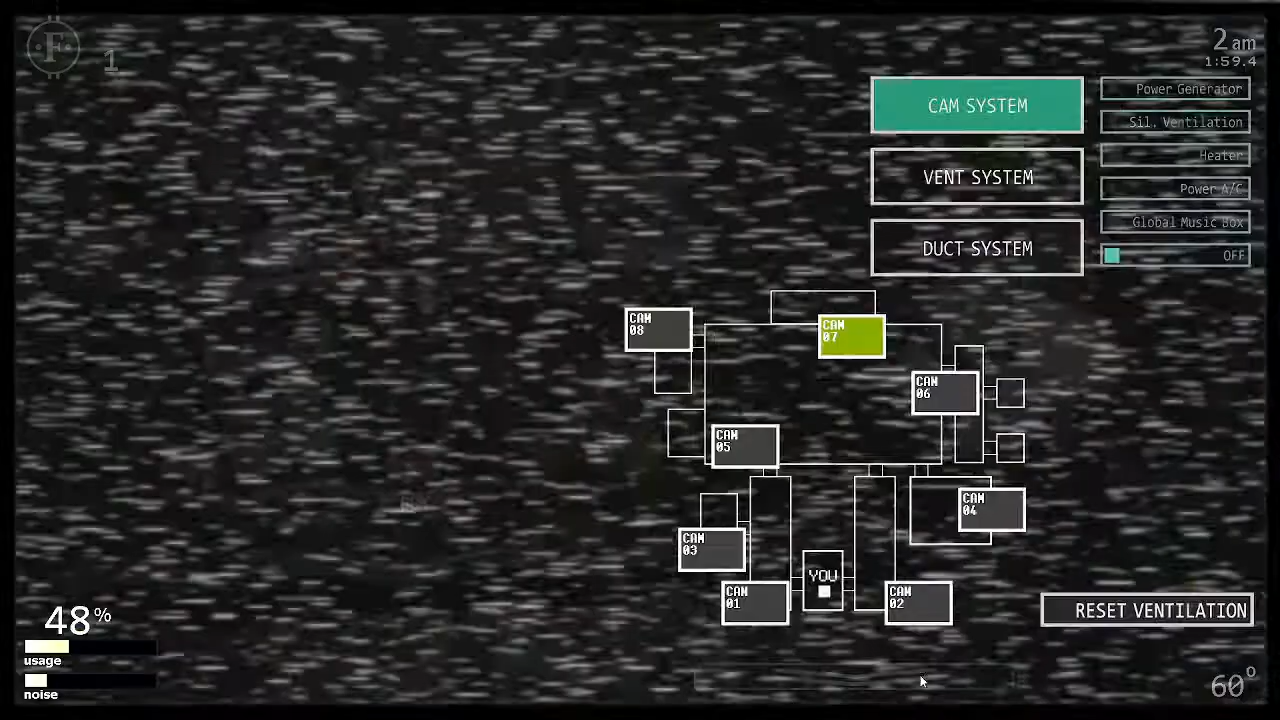 F
1
2 am
1:59.4
CAM SYSTEM
VENT SYSTEM
DUCT SYSTEM
Power Generator
Sil. Ventilation
Heater
Power A/C
Global Music Box
OFF
CAM
08
CAM
07
CAM
06
CAM
05
CAM
04
CAM
03
YOU
CAM
01
CAM
02
RESET VENTILATION
48%
usage
noise
60°